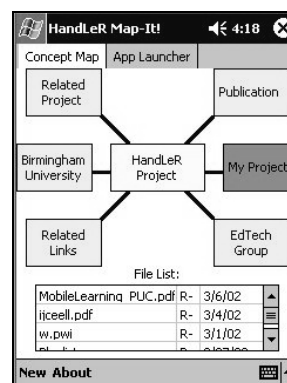 HandLeR Map-It! 4:18
Concept Map App Launcher
Related
Project
Publication
Birmingham
University
HandLeR
Project
My Project
Related
Links
EdTech
Group
File List:
MobileLearning PUC.pdf R- 3/6/02
ijceell.pdf R- 3/4/02
w.pwi R- 3/1/02
New About